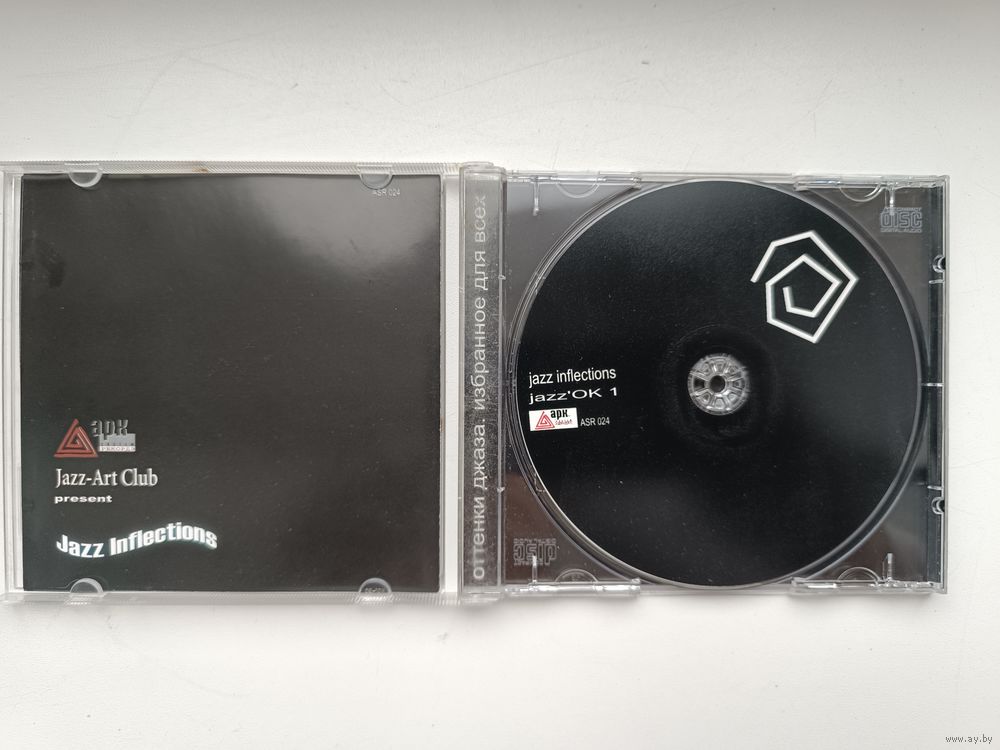 ASR 024
арк
РЕКОРДЗ
Jazz-Art Club
present
Jazz Inflections
оттенки джаза. избранное для всех
disc
DIGITAL AUDIO
jazz inflections
jazz'OK 1
арк
ASR 024
disc
www.ay.by